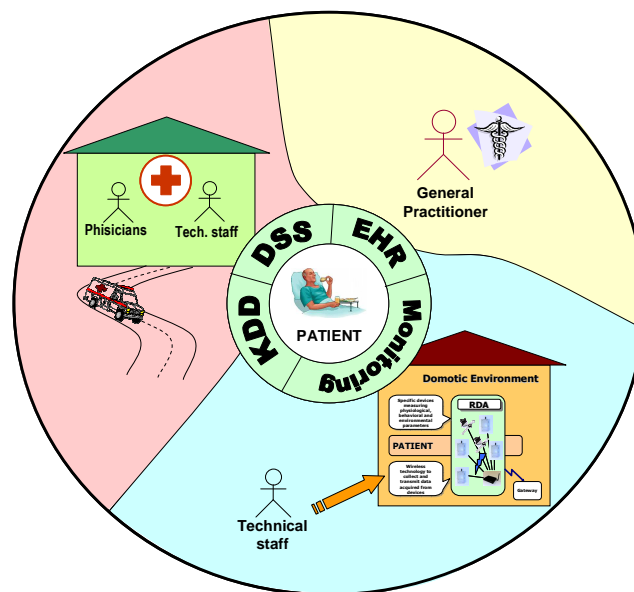 General
Practitioner
Phisicians
Tech. staff
DSS
EHR
KDD
Monitoring
PATIENT
Domotic Environment
Specific devices
measuring
physiological,
behavioral and
environmental
parameters
RDA
PATIENT
Wireless
technology to
collect and
transmit data
acquired from
devices
Gateway
Technical
staff